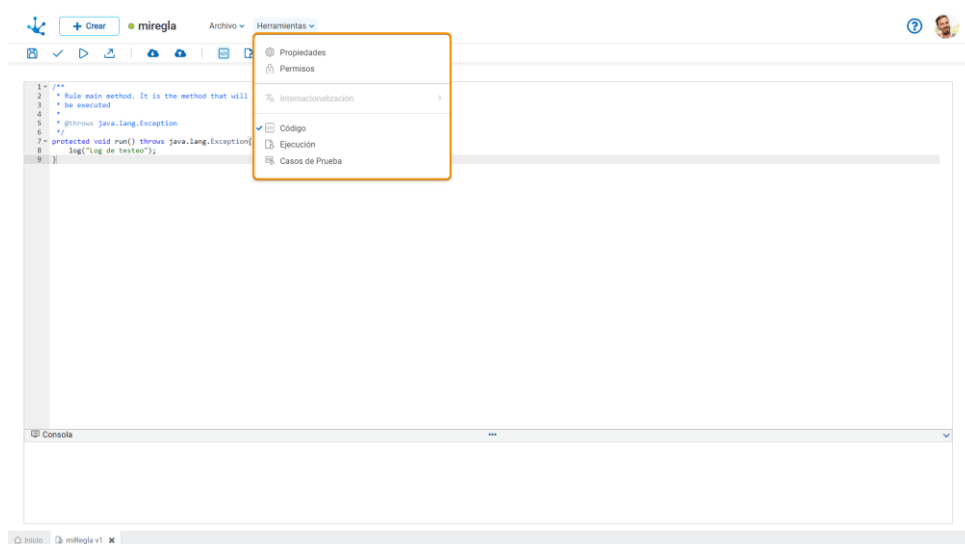 + Crear
miregla
Archivo
Herramientas
?
Propiedades
Permisos
Internacionalización
Código
Ejecución
Casos de Prueba
1 /**
2 * Rule main method. It is the method that will
3 * be executed
4 *
5 * @throws java.lang.Exception
6 */
7 protected void run() throws java.lang.Exception{
8 log("Log de testeo");
9 }
Consola
Inicio
miRegla v1